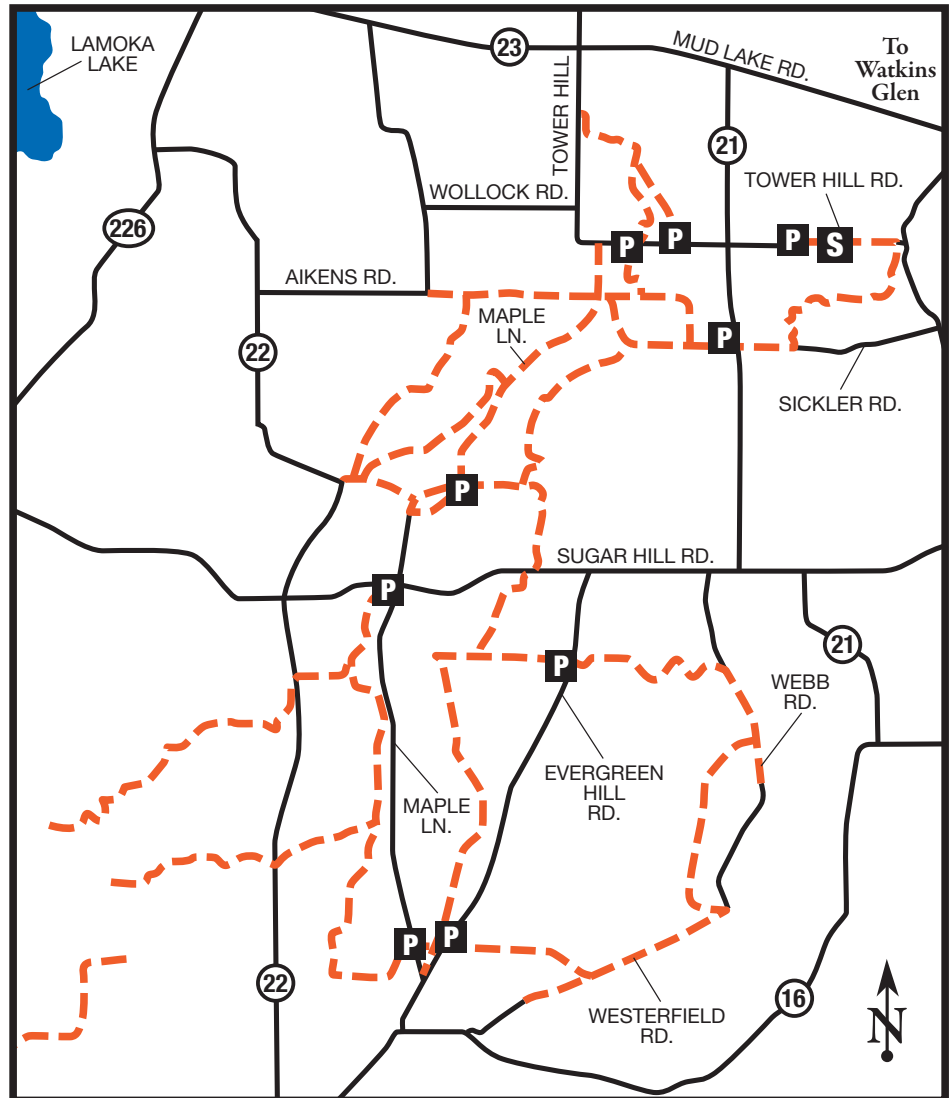 LAMOKA
LAKE
23
MUD LAKE RD.
To
Watkins
Glen
TOWER HILL
21
WOLLOCK RD.
TOWER HILL RD.
226
P
P
P
S
AIKENS RD.
MAPLE
LN.
P
22
SICKLER RD.
P
SUGAR HILL RD.
P
21
P
WEBB
RD.
EVERGREEN
HILL
RD.
MAPLE
LN.
P
P
22
16
WESTERFIELD
RD.
N